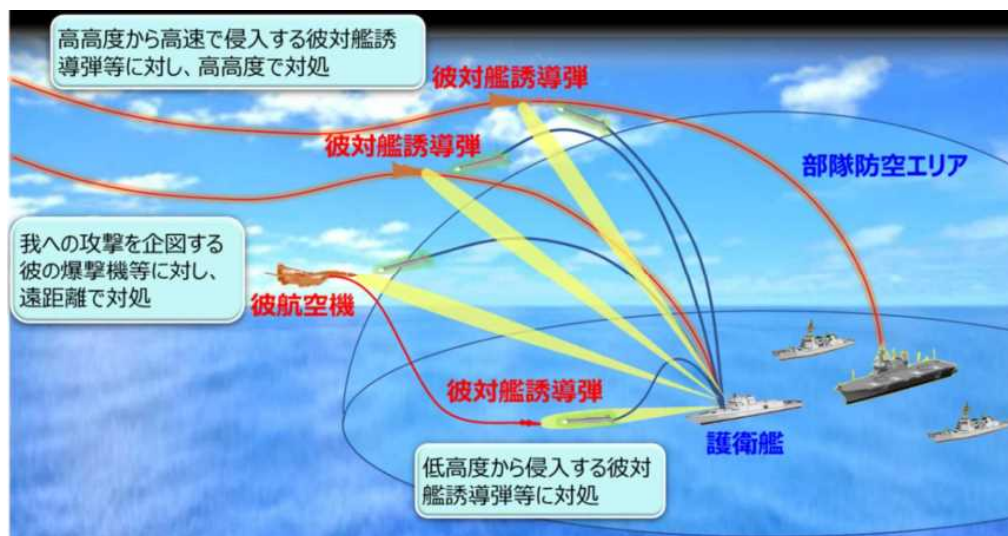 高高度から高速で侵入する彼対艦誘
導弾等に対し、高高度で対処
彼対艦誘導弾
彼対艦誘導弾
部隊防空エリア
我への攻撃を企図する
彼の爆撃機等に対し、
遠距離で対処
彼航空機
彼対艦誘導弾
護衛艦
低高度から侵入する彼対
艦誘導弾等に対処